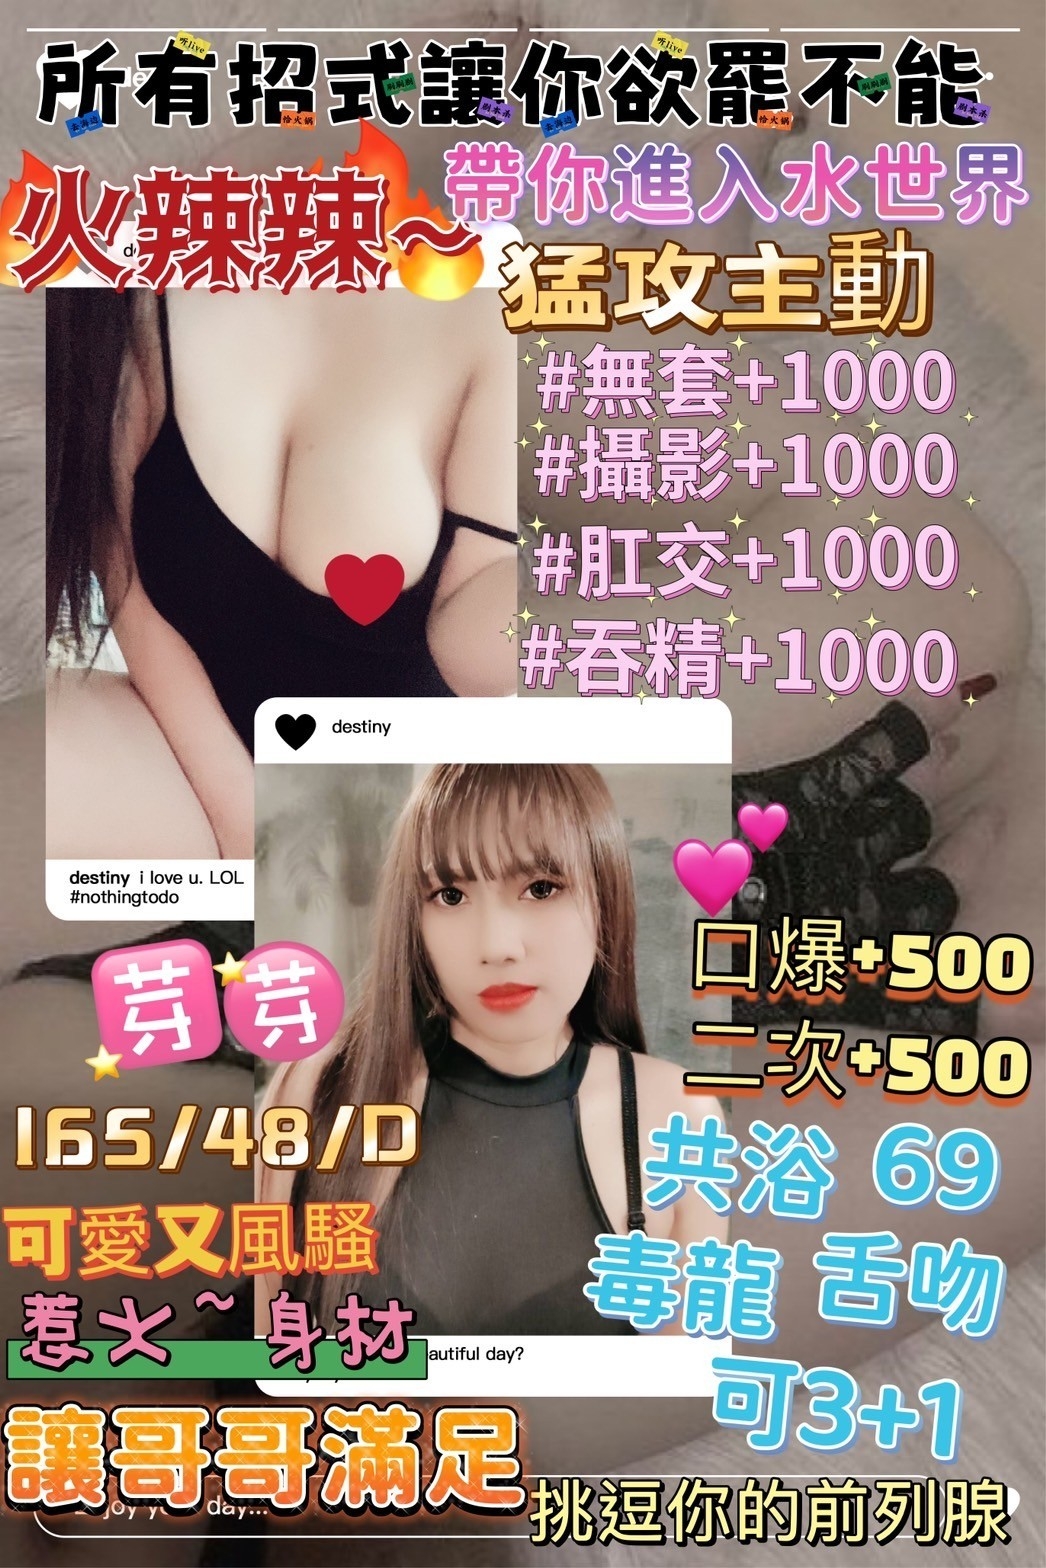 所有招式讓你欲罷不能
火辣辣~
帶你進入水世界
猛攻主動
#無套+1000
#攝影+1000
#肛交+1000
#吞精+1000
destiny
destiny i love u. LOL
#nothingtodo
芽芽
口爆+500
二次+500
165/48/D
共浴 69
可愛又風騷
毒龍 舌吻
惹火~身材
autiful day?
可3+1
讓哥哥滿足
挑逗你的前列腺